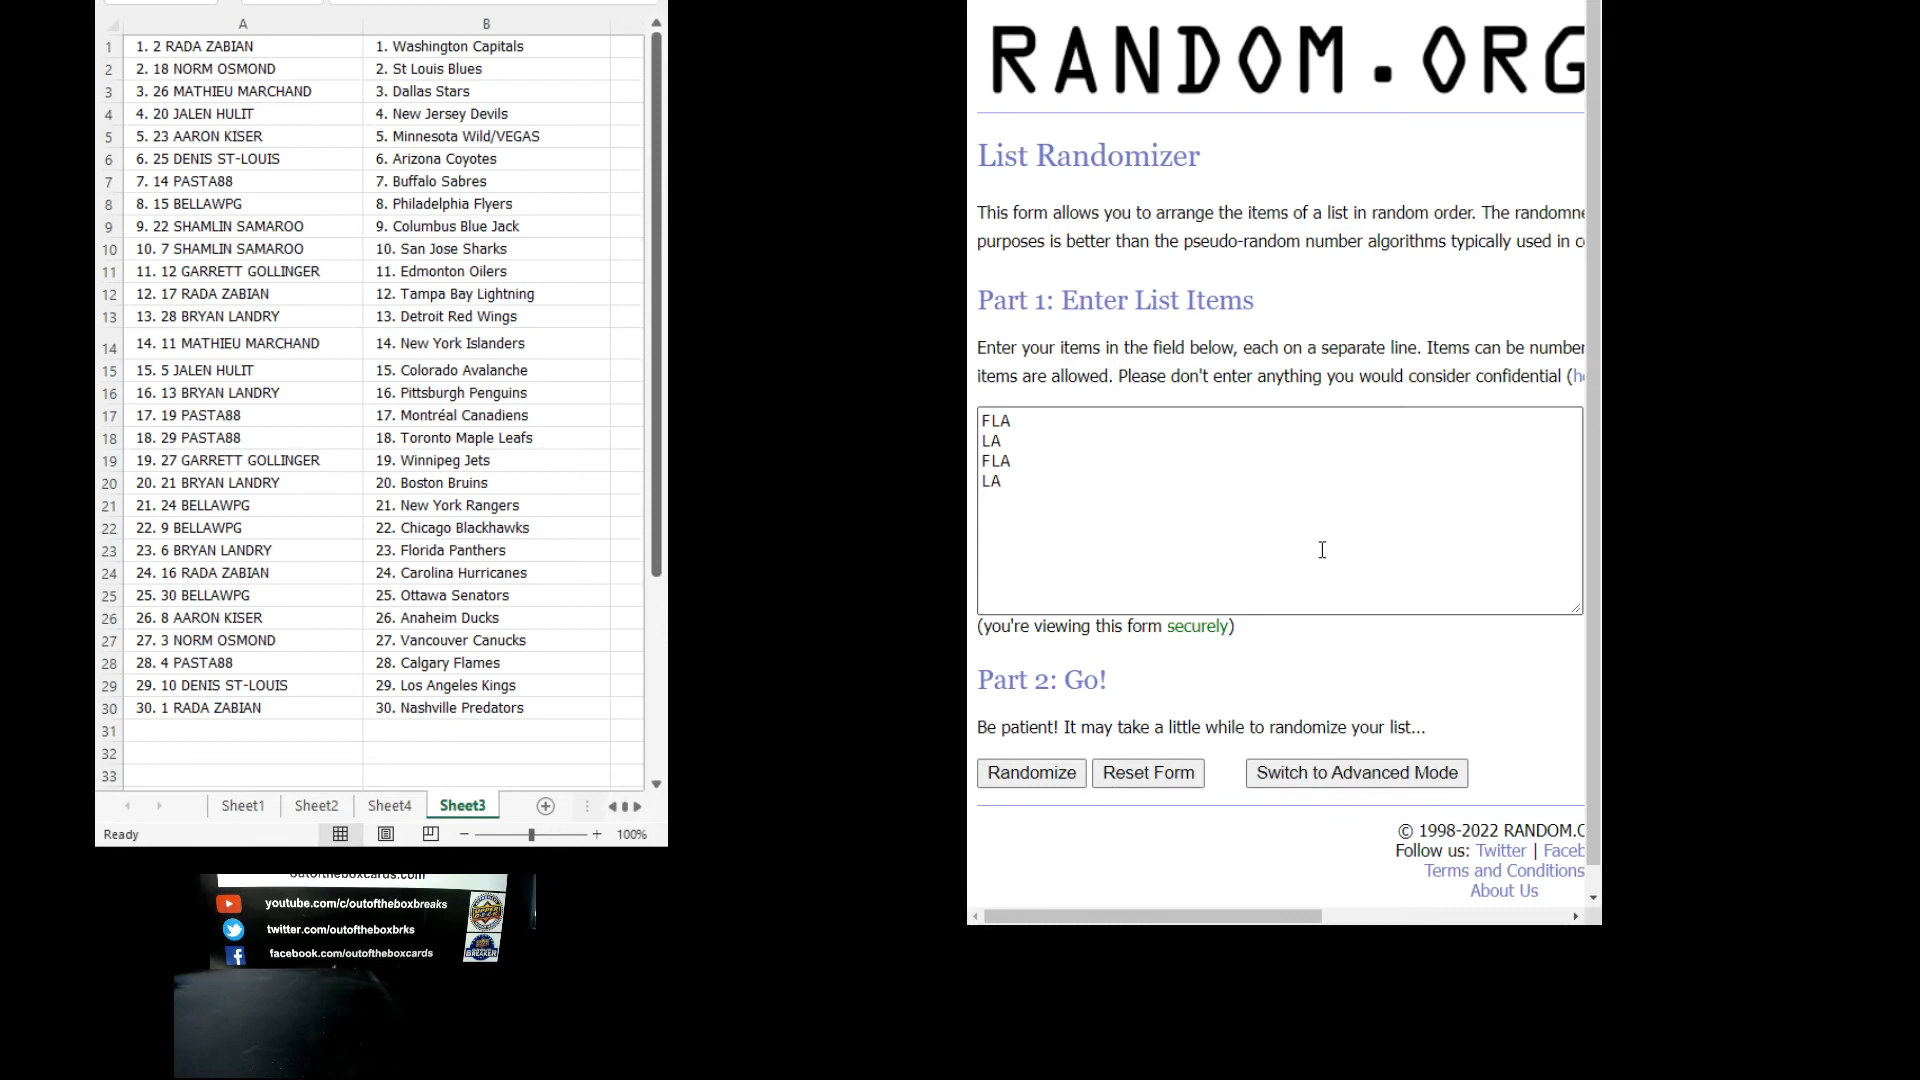 A B
1 1. 2 RADA ZABIAN 1. Washington Capitals
2 2. 18 NORM OSMOND 2. St Louis Blues
3 3. 26 MATHIEU MARCHAND 3. Dallas Stars
4 4. 20 JALEN HULIT 4. New Jersey Devils
5 5. 23 AARON KISER 5. Minnesota Wild/VEGAS
6 6. 25 DENIS ST-LOUIS 6. Arizona Coyotes
7 7. 14 PASTA88 7. Buffalo Sabres
8 8. 15 BELLAWPG 8. Philadelphia Flyers
9 9. 22 SHAMLIN SAMAROO 9. Columbus Blue Jack
10 10. 7 SHAMLIN SAMAROO 10. San Jose Sharks
11 11. 12 GARRETT GOLLINGER 11. Edmonton Oilers
12 12. 17 RADA ZABIAN 12. Tampa Bay Lightning
13 13. 28 BRYAN LANDRY 13. Detroit Red Wings
14 14. 11 MATHIEU MARCHAND 14. New York Islanders
15 15. 5 JALEN HULIT 15. Colorado Avalanche
16 16. 13 BRYAN LANDRY 16. Pittsburgh Penguins
17 17. 19 PASTA88 17. Montréal Canadiens
18 18. 29 PASTA88 18. Toronto Maple Leafs
19 19. 27 GARRETT GOLLINGER 19. Winnipeg Jets
20 20. 21 BRYAN LANDRY 20. Boston Bruins
21 21. 24 BELLAWPG 21. New York Rangers
22 22. 9 BELLAWPG 22. Chicago Blackhawks
23 23. 6 BRYAN LANDRY 23. Florida Panthers
24 24. 16 RADA ZABIAN 24. Carolina Hurricanes
25 25. 30 BELLAWPG 25. Ottawa Senators
26 26. 8 AARON KISER 26. Anaheim Ducks
27 27. 3 NORM OSMOND 27. Vancouver Canucks
28 28. 4 PASTA88 28. Calgary Flames
29 29. 10 DENIS ST-LOUIS 29. Los Angeles Kings
30 30. 1 RADA ZABIAN 30. Nashville Predators
31
32
33
Sheet1 Sheet2 Sheet4 Sheet3
Ready 100%
outoftheboxcards.com
youtube.com/c/outoftheboxbreaks
twitter.com/outoftheboxbrks
facebook.com/outoftheboxcards
RANDOM.ORG
List Randomizer
This form allows you to arrange the items of a list in random order. The randomne
purposes is better than the pseudo-random number algorithms typically used in c
Part 1: Enter List Items
Enter your items in the field below, each on a separate line. Items can be number
items are allowed. Please don't enter anything you would consider confidential (h
FLA
LA
FLA
LA
(you're viewing this form securely)
Part 2: Go!
Be patient! It may take a little while to randomize your list...
Randomize Reset Form Switch to Advanced Mode
© 1998-2022 RANDOM.O
Follow us: Twitter | Faceb
Terms and Conditions
About Us